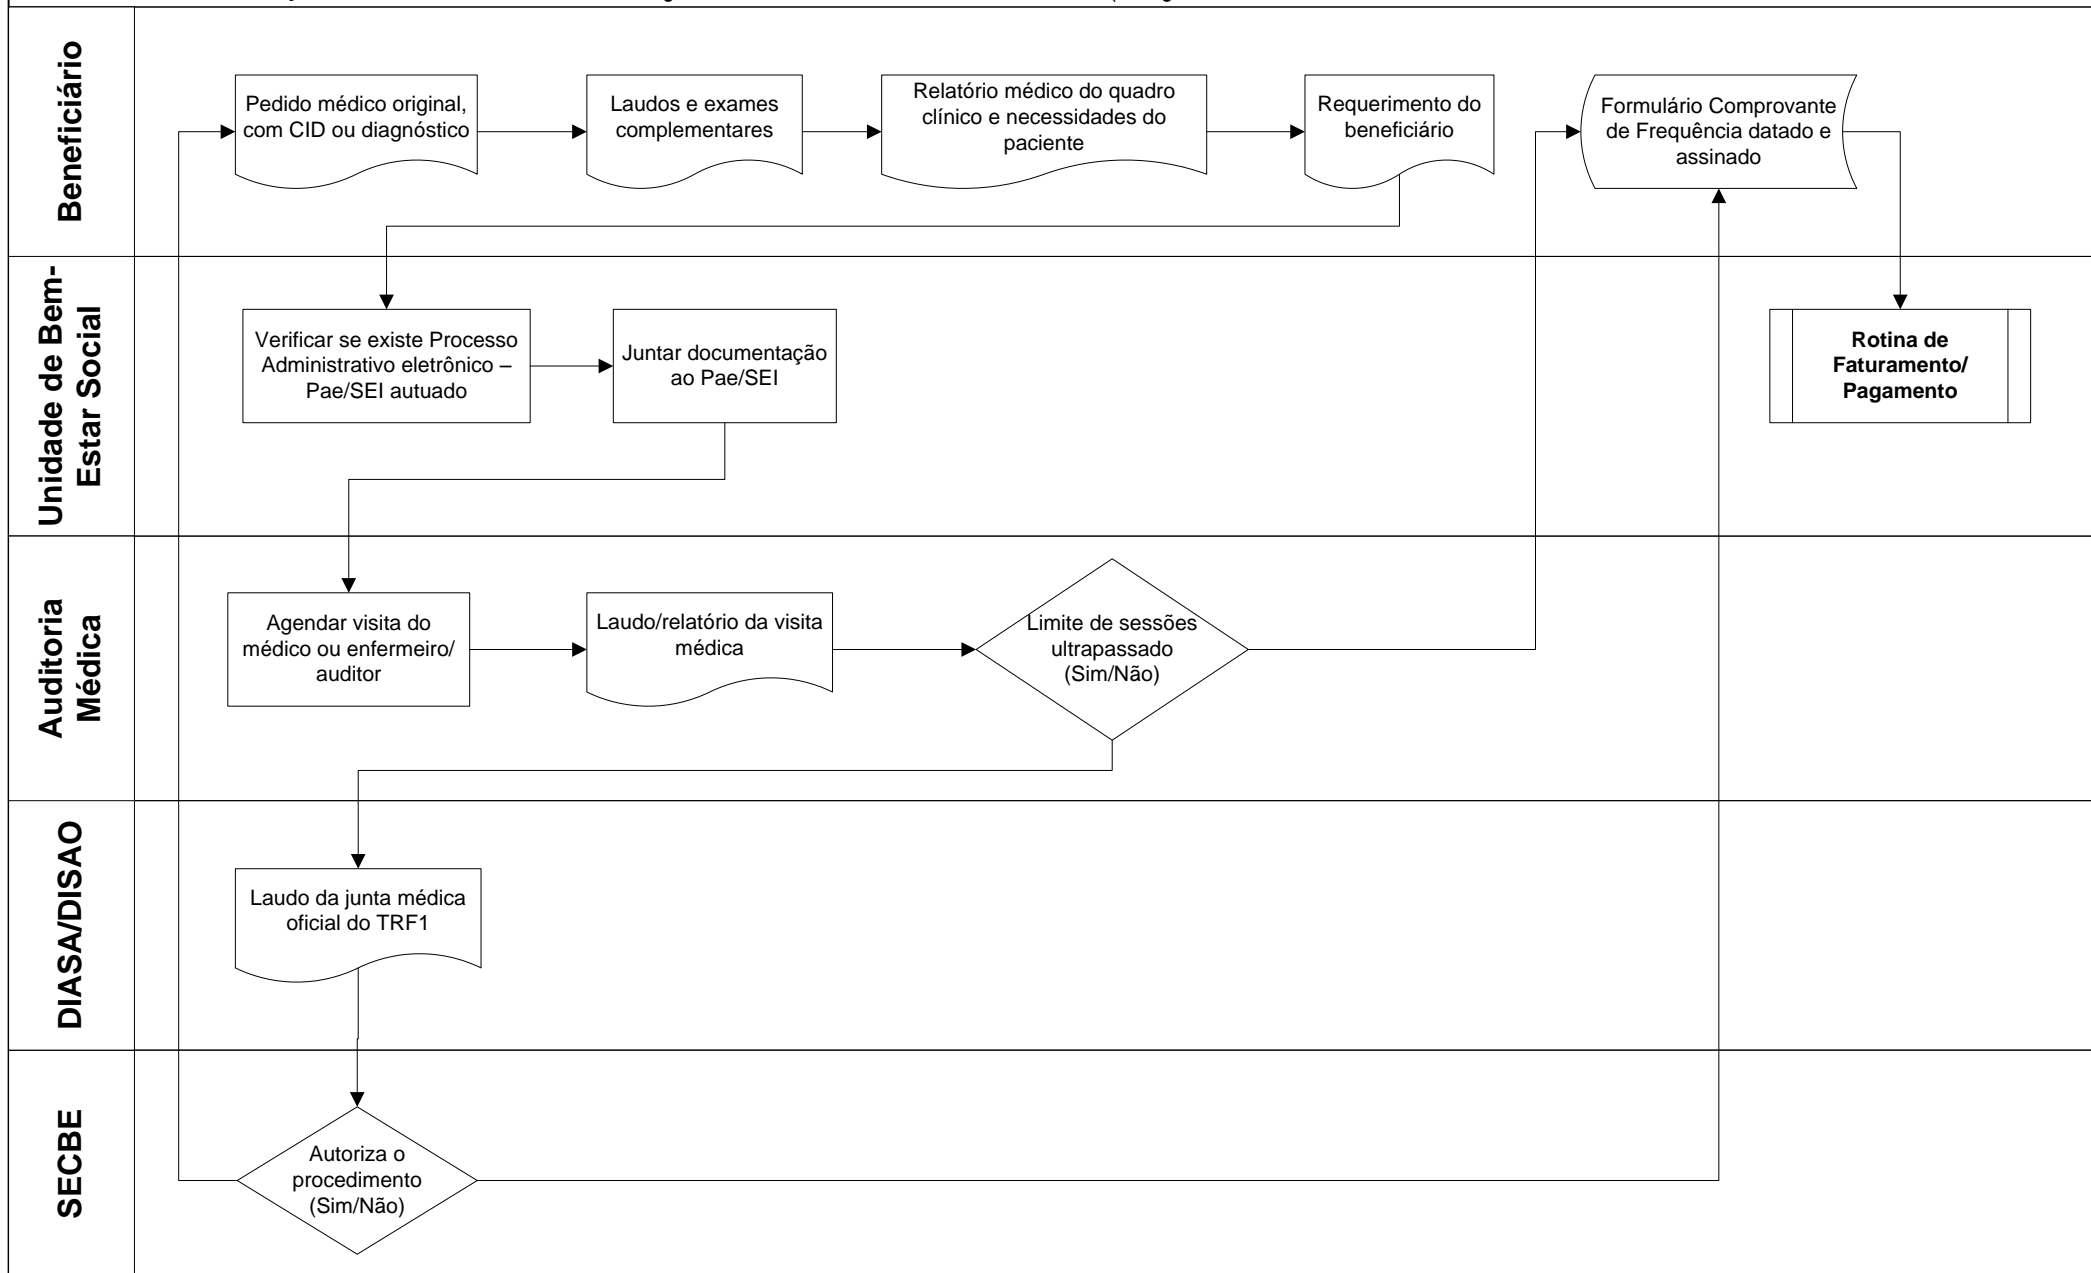 Beneficiário
Pedido médico original,
com CID ou diagnóstico
Laudos e exames
complementares
Relatório médico do quadro
clínico e necessidades do
paciente
Requerimento do
beneficiário
Formulário Comprovante
de Frequência datado e
assinado
Unidade de Bem-
Estar Social
Verificar se existe Processo
Administrativo eletrônico –
Pae/SEI autuado
Juntar documentação
ao Pae/SEI
Rotina de
Faturamento/
Pagamento
Auditoria
Médica
Agendar visita do
médico ou enfermeiro/
auditor
Laudo/relatório da visita
médica
Limite de sessões
ultrapassado
(Sim/Não)
DIASA/DISAO
Laudo da junta médica
oficial do TRF1
SECBE
Autoriza o
procedimento
(Sim/Não)